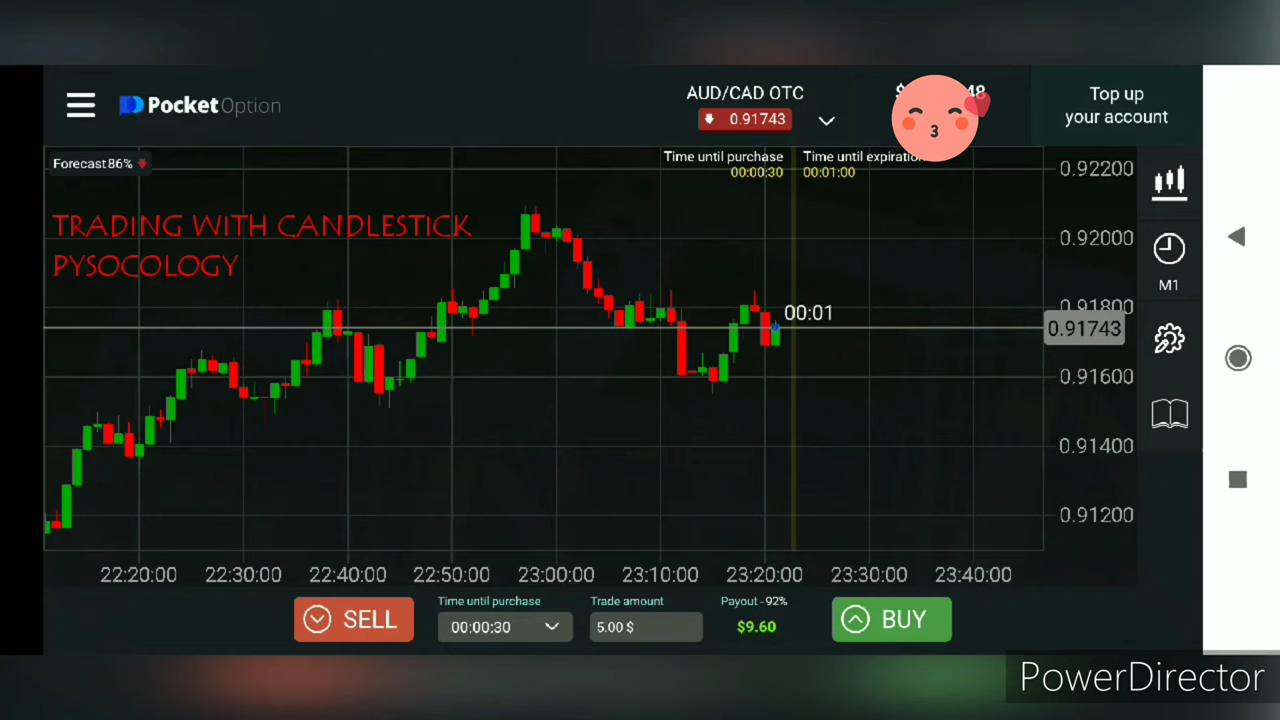 PocketOption
AUD/CAD OTC
0.91743
Top up
your account
Forecast 86%
Time until purchase
00:00:30
Time until expiration
00:01:00
TRADING WITH CANDLESTICK
PYSOCOLOGY
00:01
0.92200
0.92000
0.91800
0.91743
0.91600
0.91400
0.91200
M1
22:20:00 22:30:00 22:40:00 22:50:00 23:00:00 23:10:00 23:20:00 23:30:00 23:40:00
SELL
Time until purchase
00:00:30
Trade amount
5.00 $
Payout - 92%
$9.60
BUY
PowerDirector